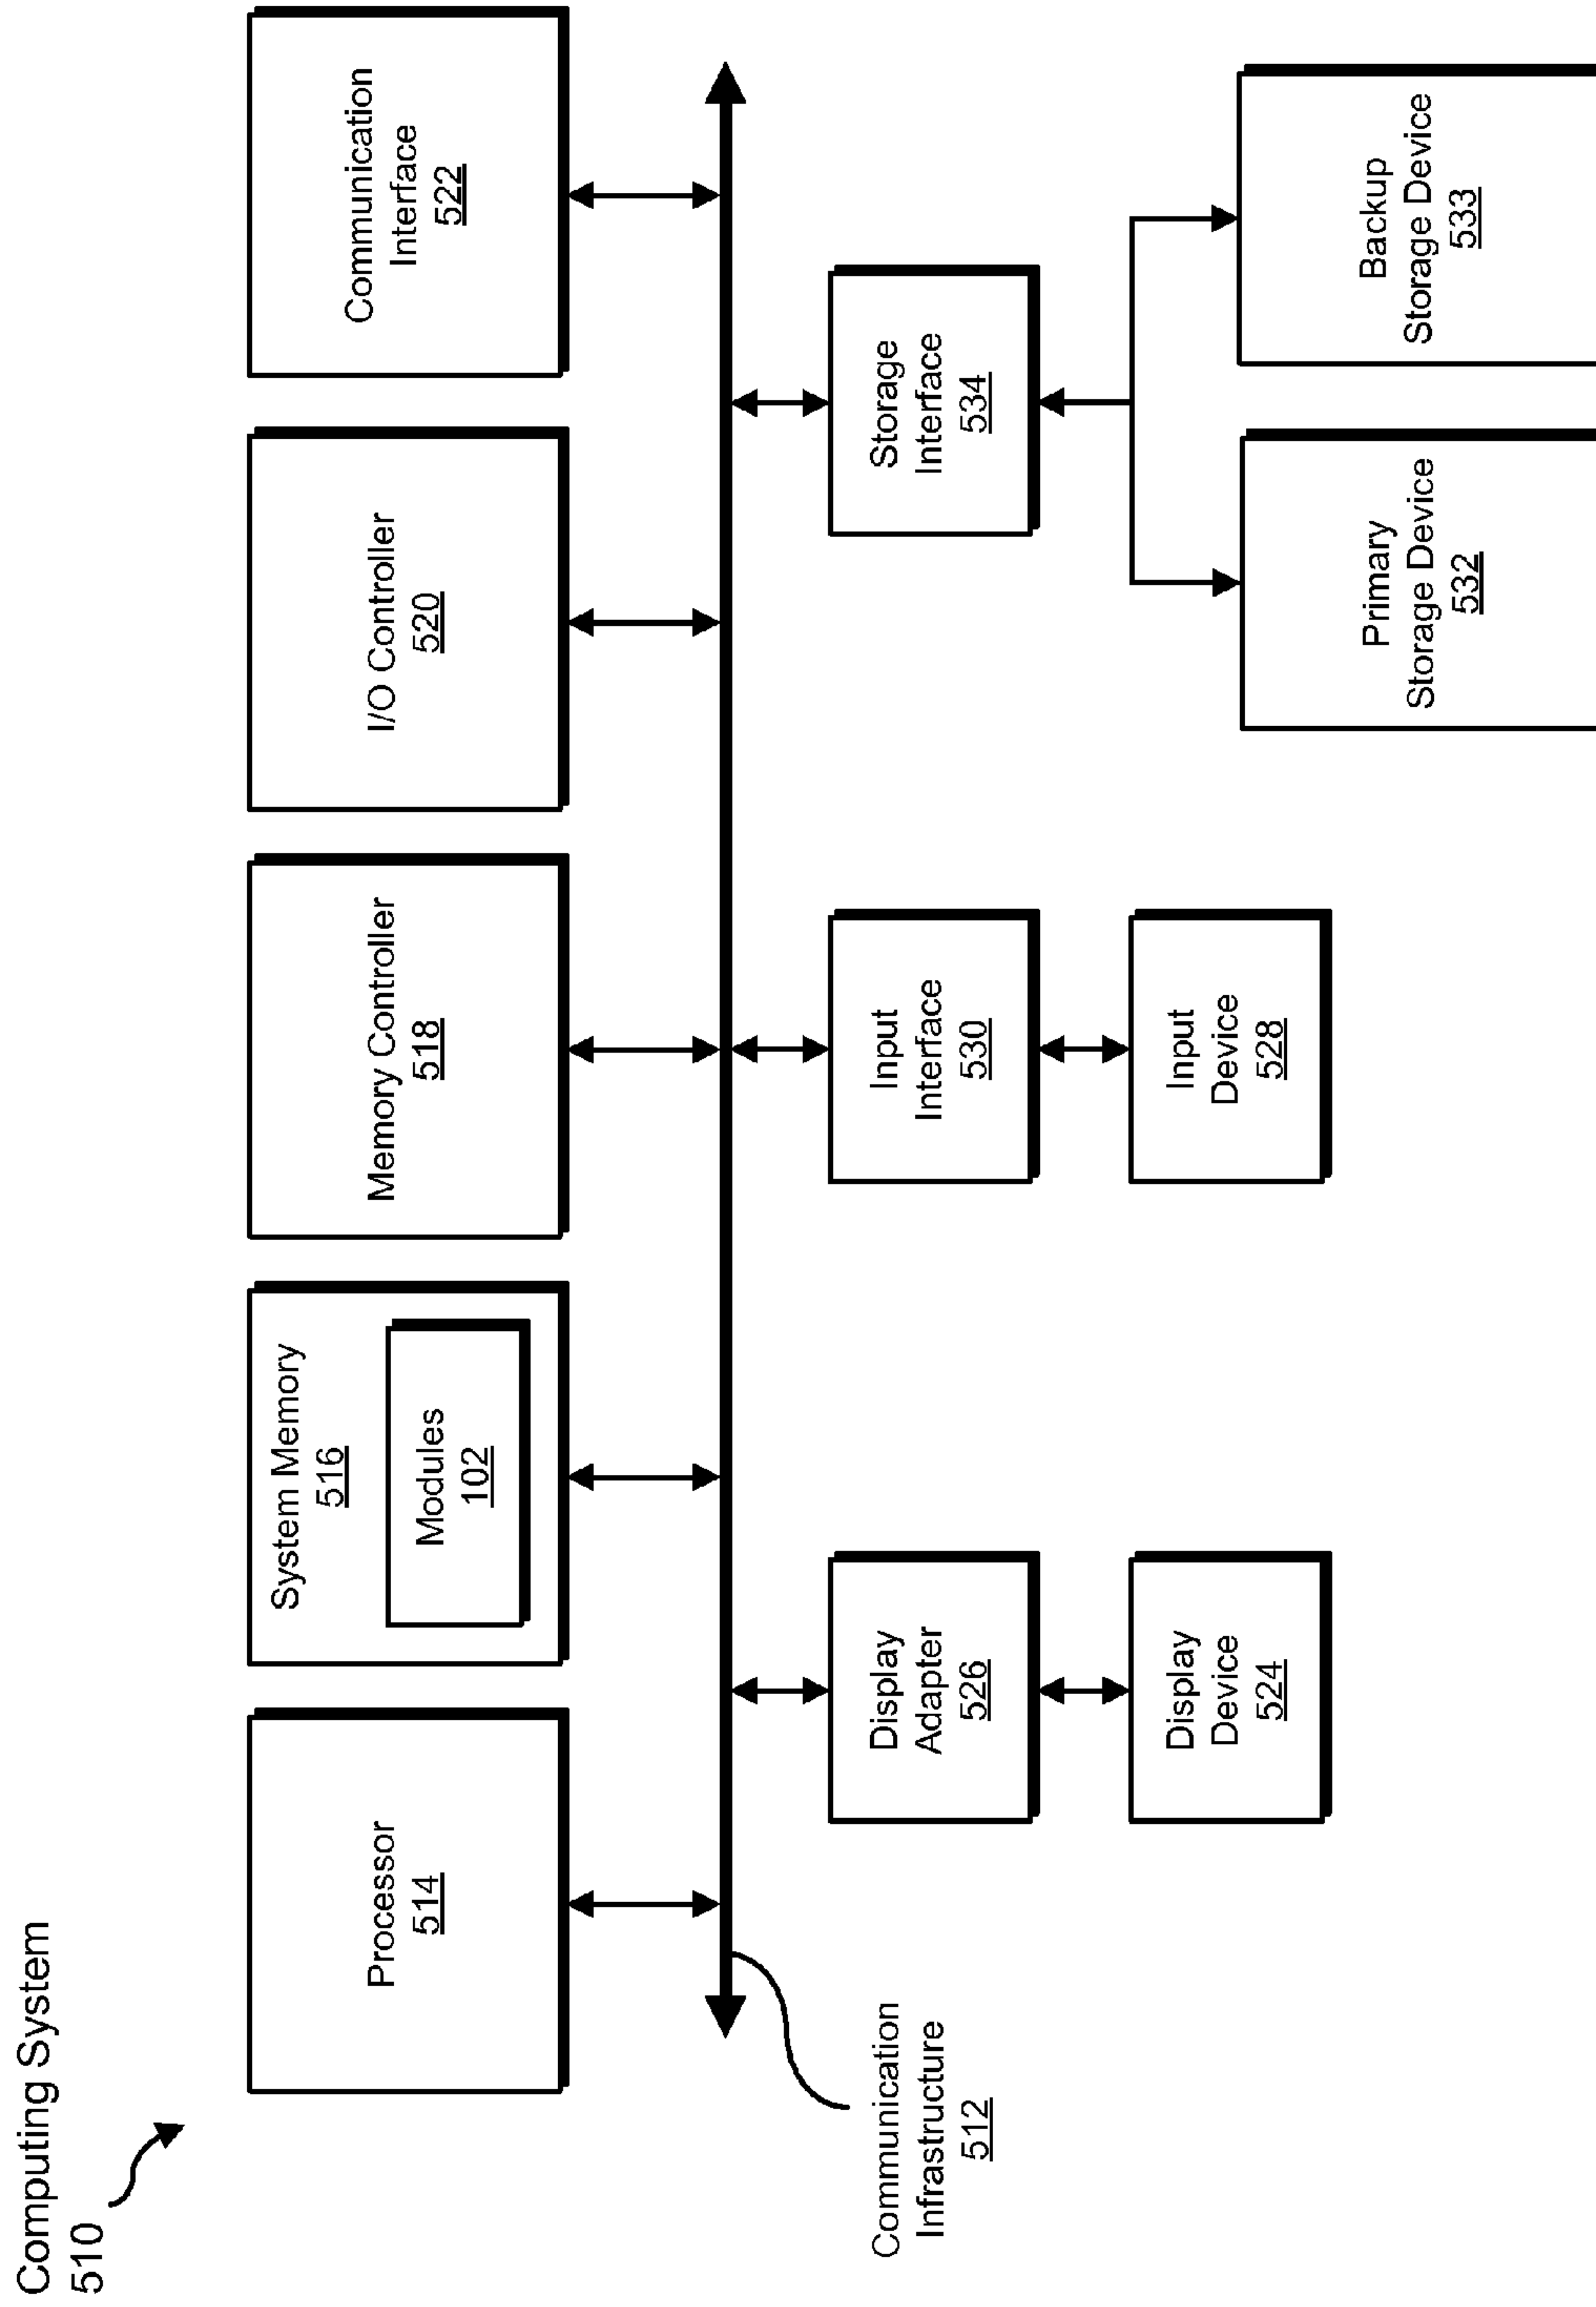 Computing System
510
Processor
514
System Memory
516
Modules
102
Memory Controller
518
I/O Controller
520
Communication
Interface
522
Communication
Infrastructure
512
Display
Adapter
526
Input
Interface
530
Storage
Interface
534
Display
Device
524
Input
Device
528
Primary
Storage Device
532
Backup
Storage Device
533